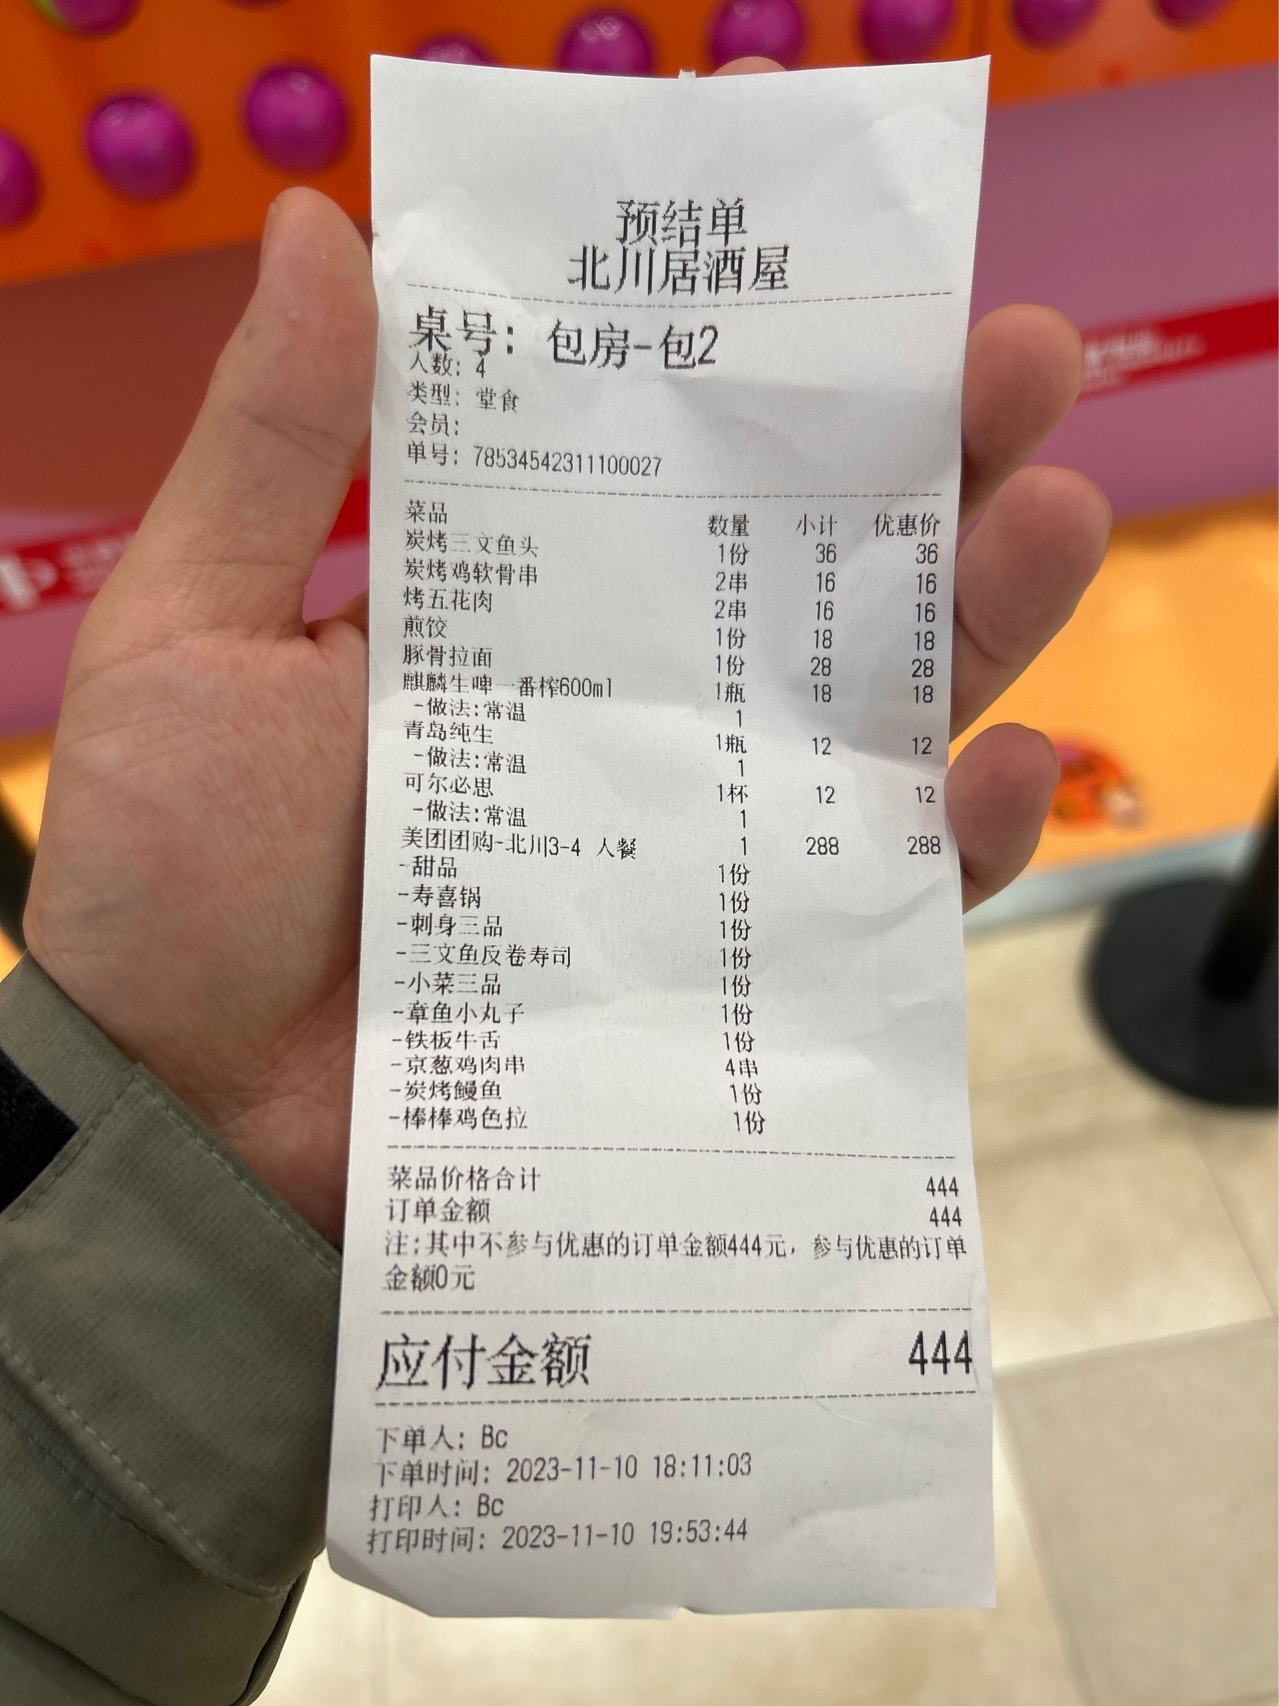 预结单
北川居酒屋
桌号: 包房-包2
人数: 4
类型: 堂食
会员:
单号: 78534542311100027
菜品 数量 小计 优惠价
炭烤三文鱼头 1份 36 36
炭烤鸡软骨串 2串 16 16
烤五花肉 2串 16 16
煎饺 1份 18 18
豚骨拉面 1份 28 28
麒麟生啤一番榨600ml 1瓶 18 18
-做法:常温 1
青岛纯生 1瓶 12 12
-做法:常温 1
可尔必思 1杯 12 12
-做法:常温 1
美团团购-北川3-4 人餐 1 288 288
-甜品 1份
-寿喜锅 1份
-刺身三品 1份
-三文鱼反卷寿司 1份
-小菜三品 1份
-章鱼小丸子 1份
-铁板牛舌 1份
-京葱鸡肉串 4串
-炭烤鳗鱼 1份
-棒棒鸡色拉 1份
菜品价格合计 444
订单金额 444
注:其中不参与优惠的订单金额444元，参与优惠的订单
金额0元
应付金额 444
下单人: Bc
下单时间: 2023-11-10 18:11:03
打印人: Bc
打印时间: 2023-11-10 19:53:44